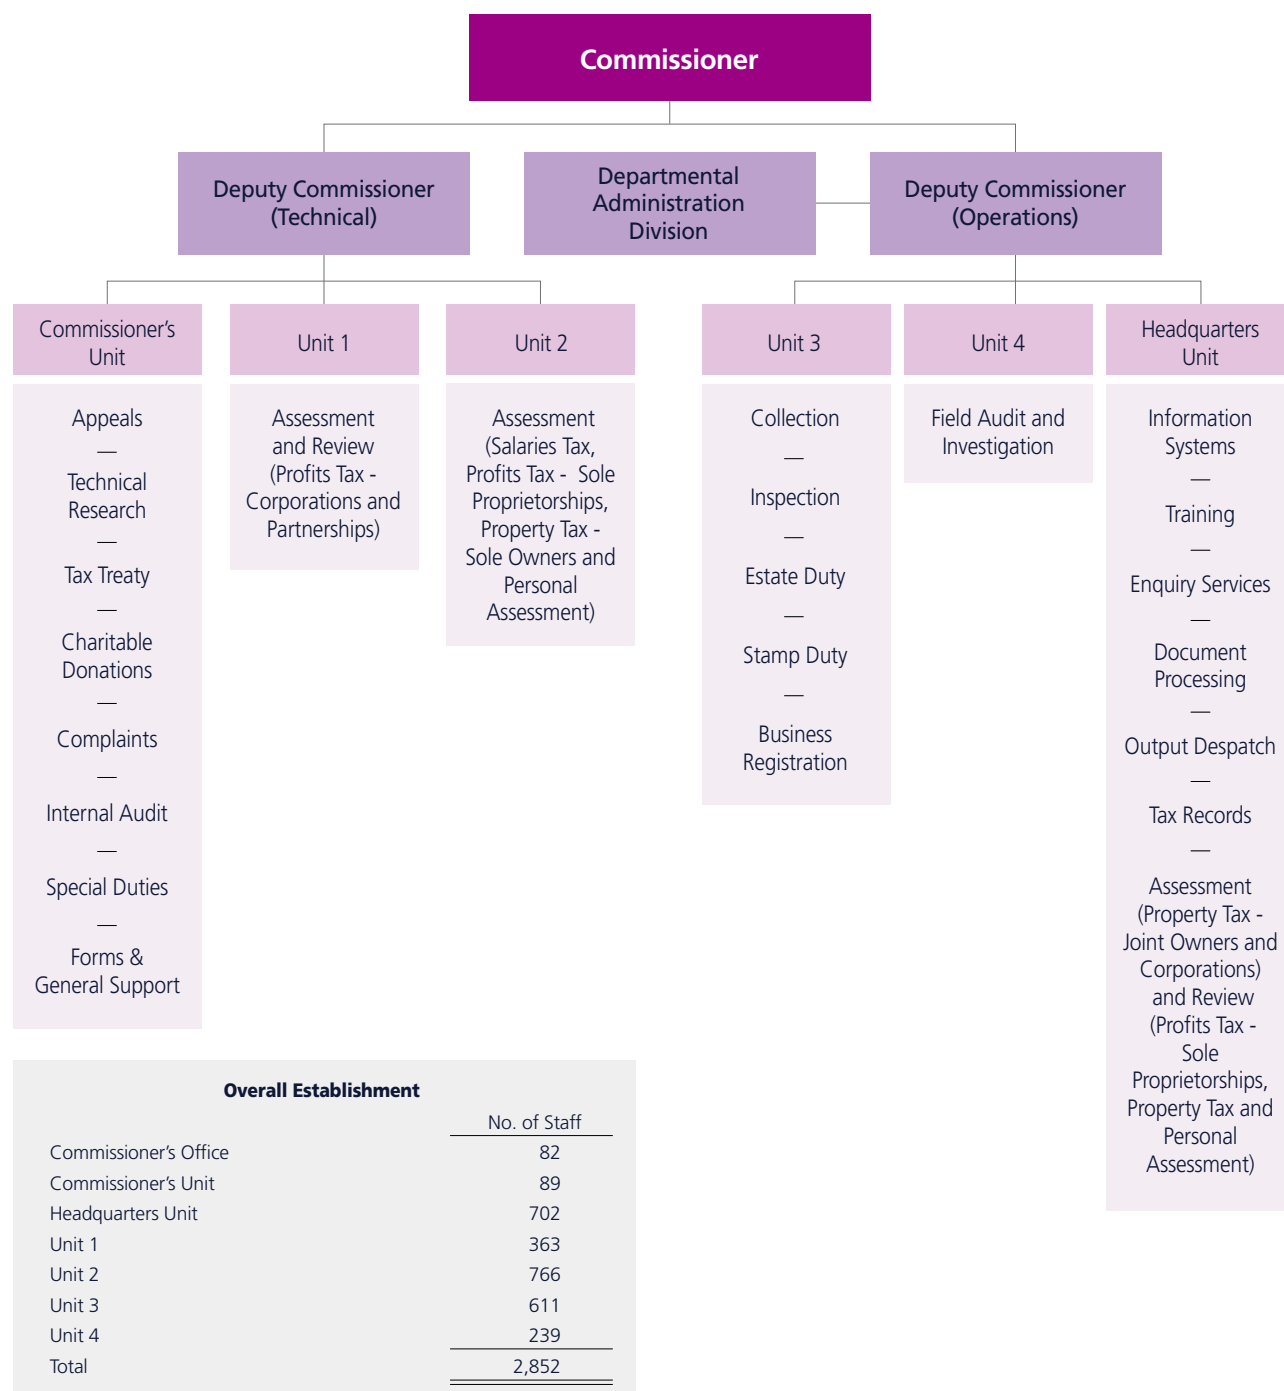 Commissioner
Deputy Commissioner
(Technical)
Departmental
Administration
Division
Deputy Commissioner
(Operations)
Commissioner’s
Unit
Unit 1
Unit 2
Unit 3
Unit 4
Headquarters
Unit
Appeals
—
Technical
Research
—
Tax Treaty
—
Charitable
Donations
—
Complaints
—
Internal Audit
—
Special Duties
—
Forms &
General Support
Assessment
and Review
(Profits Tax -
Corporations and
Partnerships)
Assessment
(Salaries Tax,
Profits Tax - Sole
Proprietorships,
Property Tax -
Sole Owners and
Personal
Assessment)
Collection
—
Inspection
—
Estate Duty
—
Stamp Duty
—
Business
Registration
Field Audit and
Investigation
Information
Systems
—
Training
—
Enquiry Services
—
Document
Processing
—
Output Despatch
—
Tax Records
—
Assessment
(Property Tax -
Joint Owners and
Corporations)
and Review
(Profits Tax -
Sole
Proprietorships,
Property Tax and
Personal
Assessment)
Overall Establishment
No. of Staff
Commissioner’s Office 82
Commissioner’s Unit 89
Headquarters Unit 702
Unit 1 363
Unit 2 766
Unit 3 611
Unit 4 239
Total 2,852